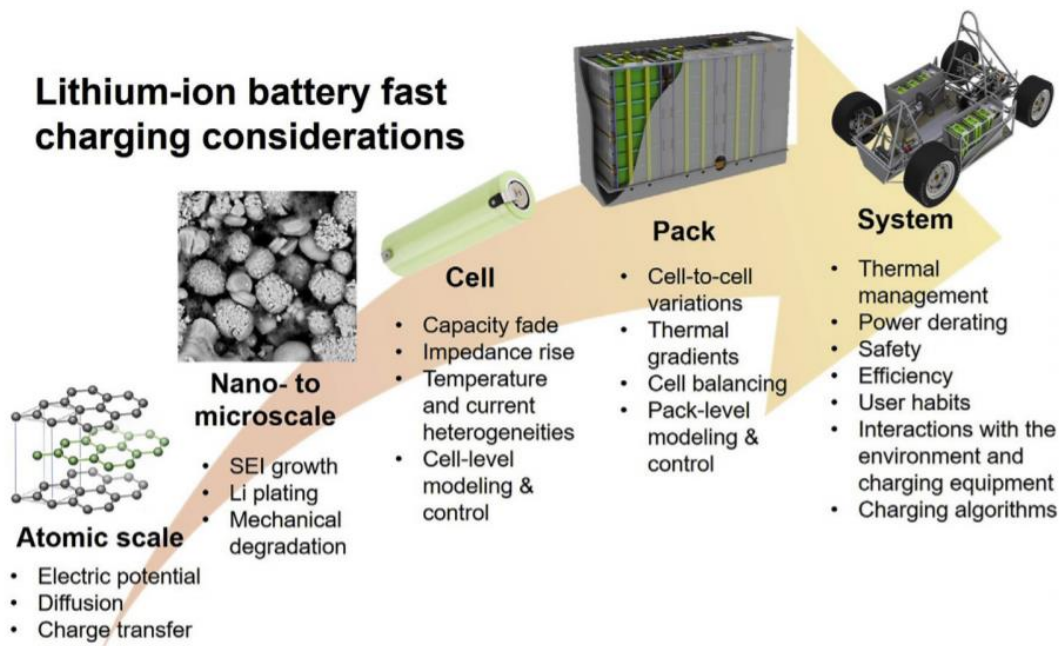 Lithium-ion battery fast
charging considerations
Atomic scale
• Electric potential
• Diffusion
• Charge transfer
Nano- to
microscale
• SEI growth
• Li plating
• Mechanical
degradation
Cell
• Capacity fade
• Impedance rise
• Temperature
and current
heterogeneities
• Cell-level
modeling &
control
Pack
• Cell-to-cell
variations
• Thermal
gradients
• Cell balancing
• Pack-level
modeling &
control
System
• Thermal
management
• Power derating
• Safety
• Efficiency
• User habits
• Interactions with the
environment and
charging equipment
• Charging algorithms